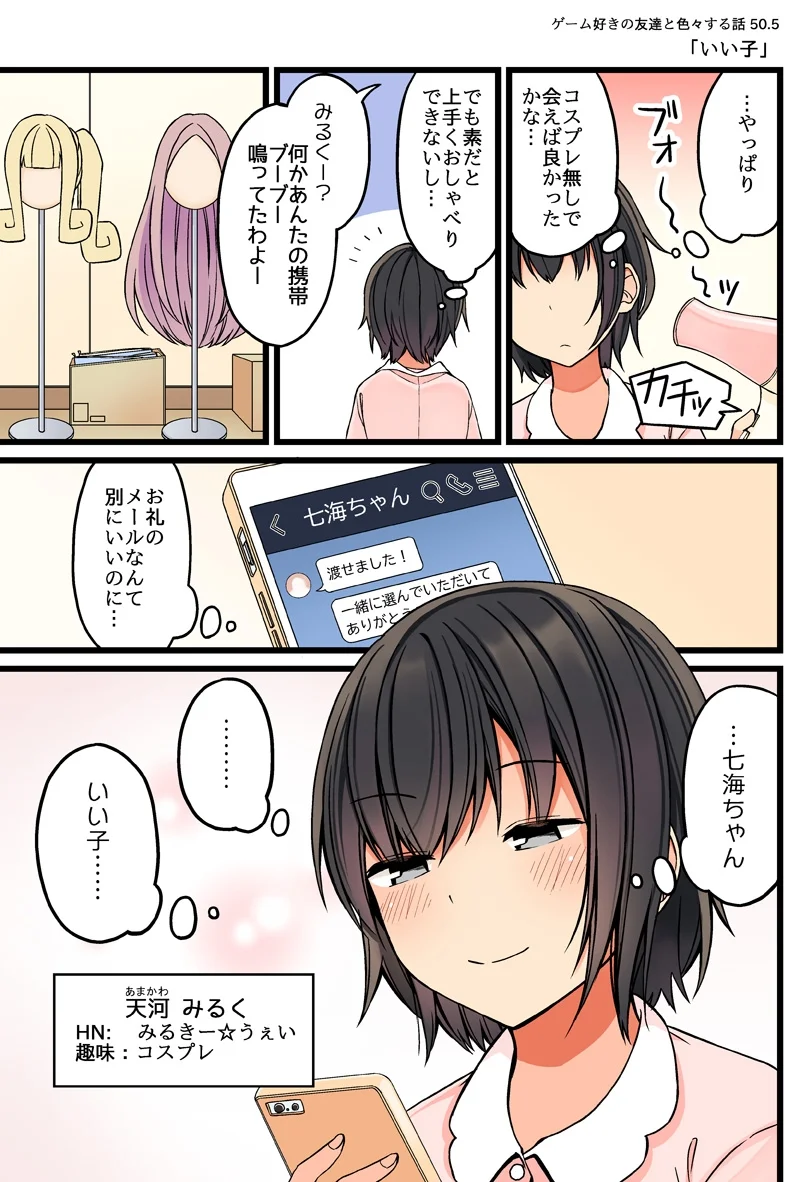 ゲーム好きの友達と色々する話 50.5
「いい子」
…やっぱり
ブオ〜〜ッ
コスプレ無しで
会えば良かった
かな…
カチッ
でも素だと
上手くおしゃべり
できないし…
みるくー?
何かあんたの携帯
ブーブー
鳴ってたわよー
七海ちゃん
渡せました!
一緒に選んでいただいて
ありがとう
お礼の
メールなんて
別にいいのに…
…七海ちゃん
………
いい子……
あまかわ
天河 みるく
HN: みるきー☆うぇい
趣味:コスプレ